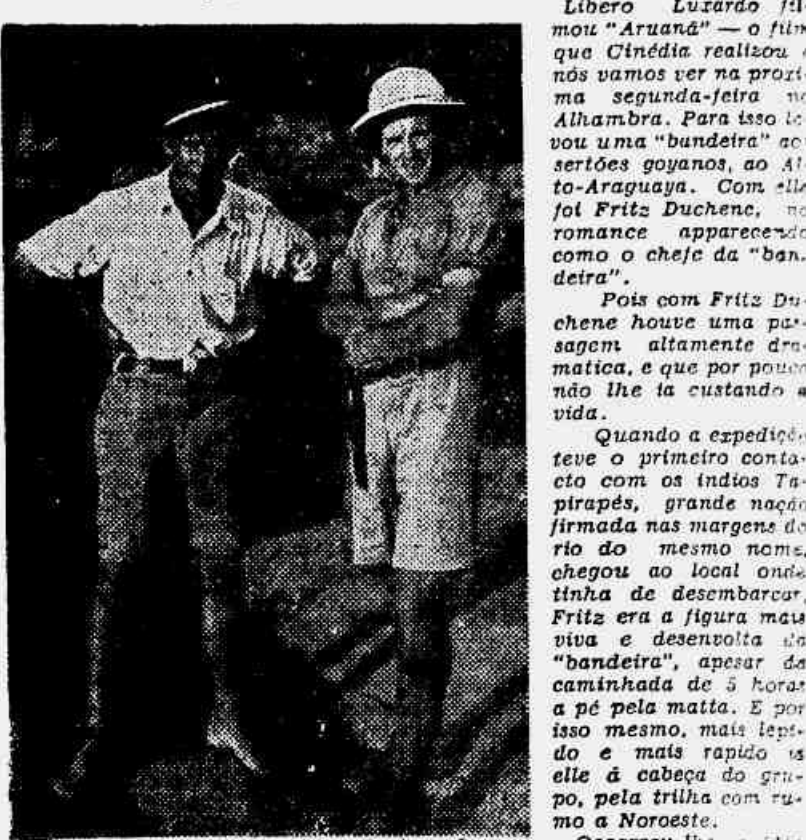 Libero Luxardo fil-
mou "Aruanã" — o film
que Cinédia realizou e
nós vamos ver na proxi-
ma segunda-feira no
Alhambra. Para isso le-
vou uma "bandeira" aos
sertões goyanos, ao Al-
to-Araguaya. Com elle
foi Fritz Duchene, no
romance apparecendo
como o chefe da "ban-
deira".
Pois com Fritz Du-
chene houve uma pas-
sagem altamente dra-
matica, e que por pouco
não lhe ia custando a
vida.
Quando a expedição
teve o primeiro conta-
cto com os indios Ta-
pirapés, grande nação
firmada nas margens do
rio do mesmo nome,
chegou ao local onde
tinha de desembarcar,
Fritz era a figura mais
viva e desenvolta da
"bandeira", apesar da
caminhada de 5 horas
a pé pela matta. E por
isso mesmo, mais lepi-
do e mais rapido ia
elle á cabeça do gru-
po, pela trilha com ru-
mo a Noroeste.